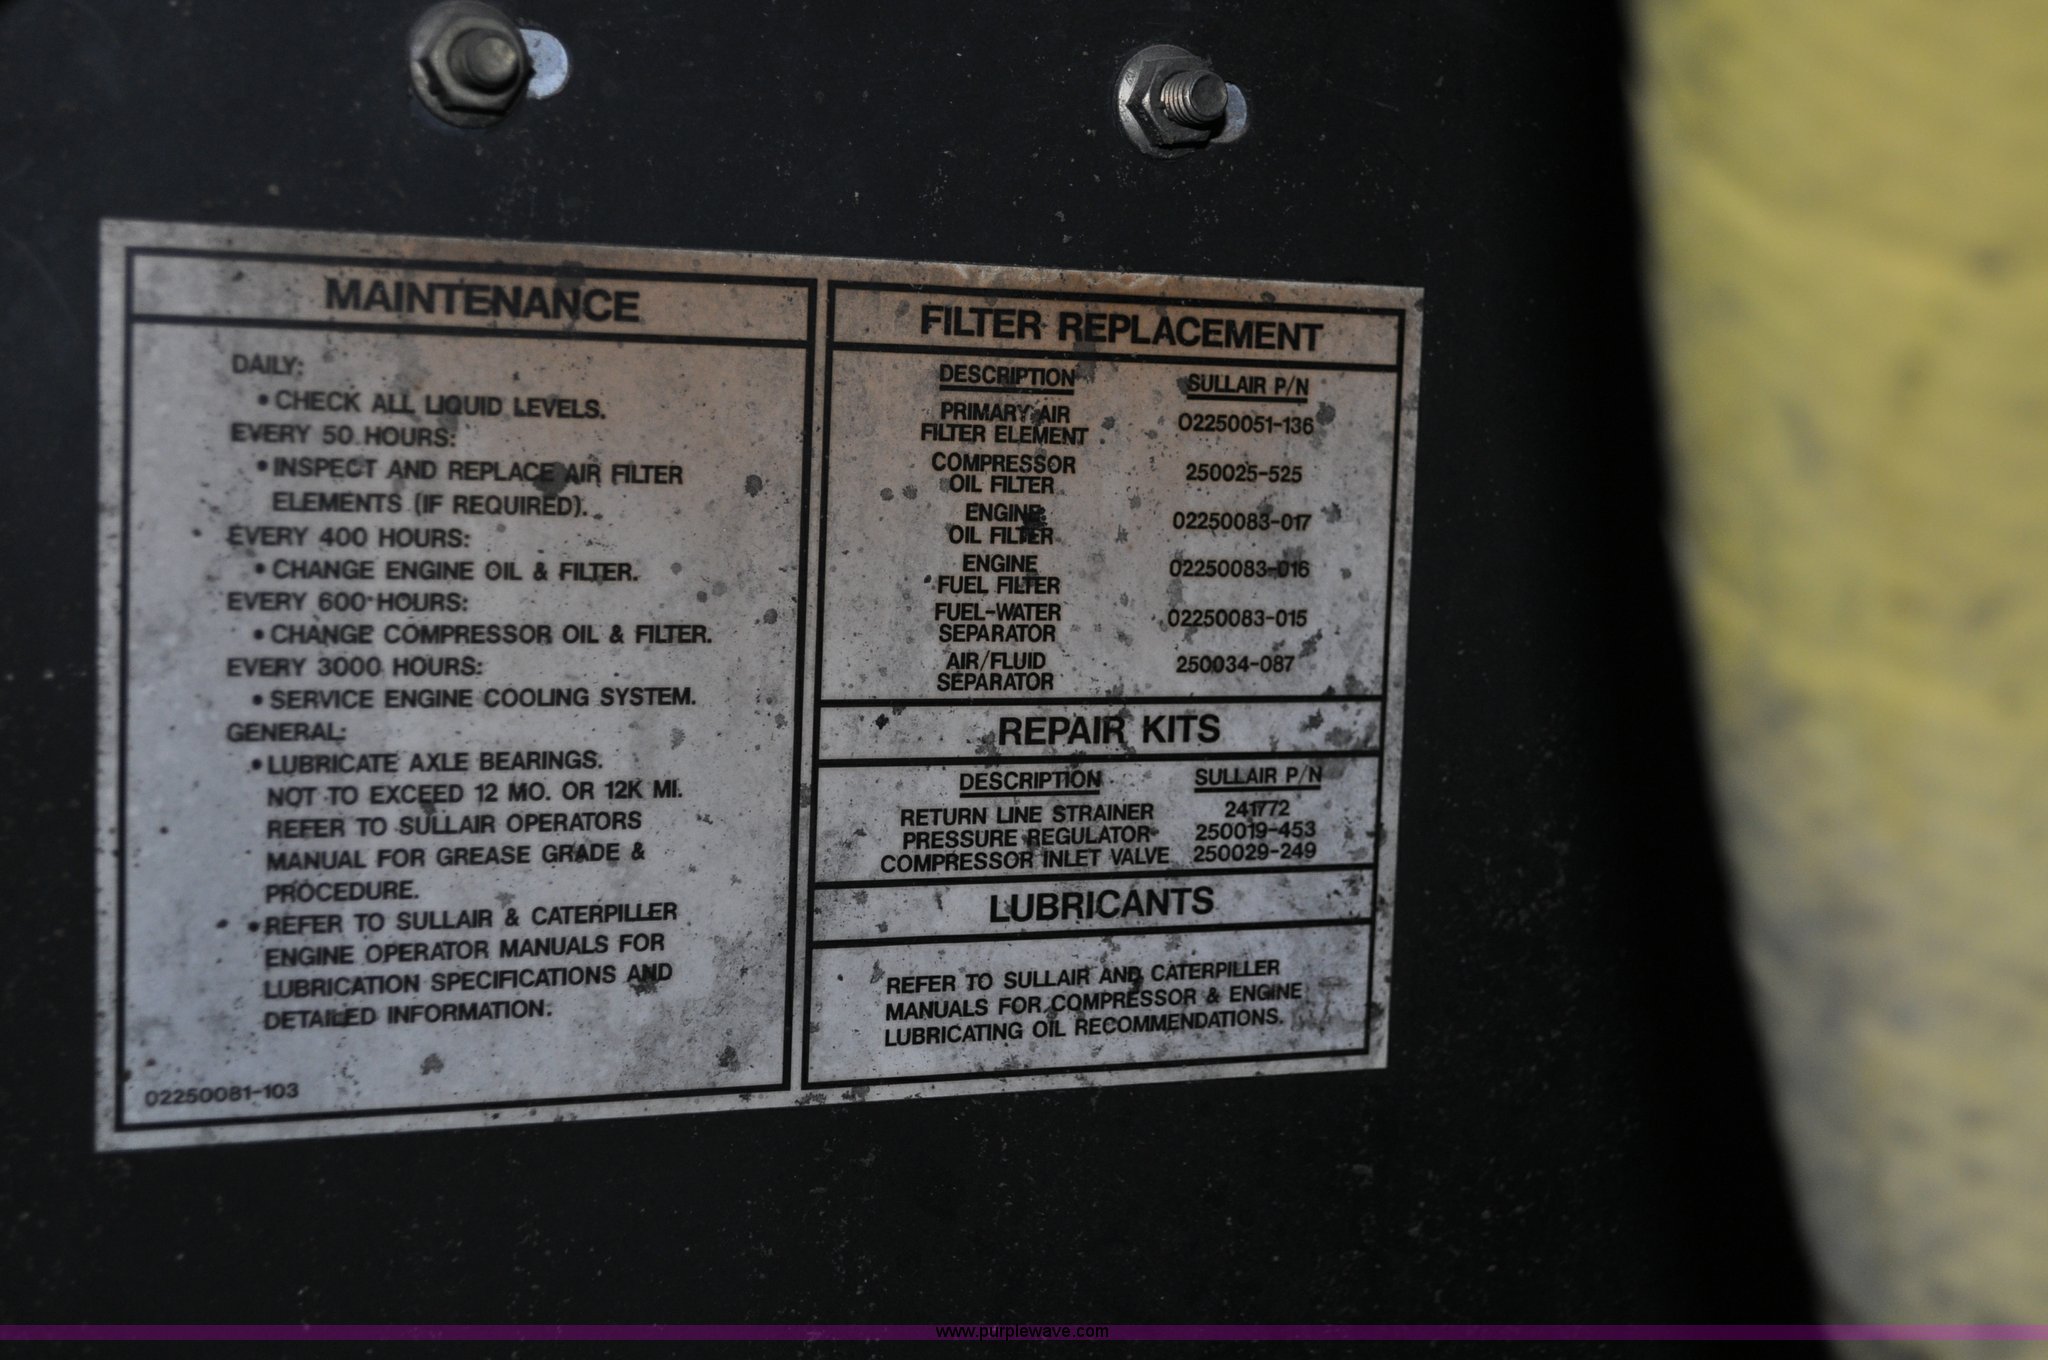 MAINTENANCE
DAILY:
• CHECK ALL LIQUID LEVELS.
EVERY 50 HOURS:
• INSPECT AND REPLACE AIR FILTER
ELEMENTS (IF REQUIRED).
EVERY 400 HOURS:
• CHANGE ENGINE OIL & FILTER.
EVERY 600 HOURS:
• CHANGE COMPRESSOR OIL & FILTER.
EVERY 3000 HOURS:
• SERVICE ENGINE COOLING SYSTEM.
GENERAL:
• LUBRICATE AXLE BEARINGS.
NOT TO EXCEED 12 MO. OR 12K MI.
REFER TO SULLAIR OPERATORS
MANUAL FOR GREASE GRADE &
PROCEDURE.
• REFER TO SULLAIR & CATERPILLER
ENGINE OPERATOR MANUALS FOR
LUBRICATION SPECIFICATIONS AND
DETAILED INFORMATION.
02250081-103
FILTER REPLACEMENT
DESCRIPTION SULLAIR P/N
PRIMARY AIR
FILTER ELEMENT 02250051-136
COMPRESSOR
OIL FILTER 250025-525
ENGINE
OIL FILTER 02250083-017
ENGINE
FUEL FILTER 02250083-016
FUEL-WATER
SEPARATOR 02250083-015
AIR/FLUID
SEPARATOR 250034-087
REPAIR KITS
DESCRIPTION SULLAIR P/N
RETURN LINE STRAINER 241772
PRESSURE REGULATOR 250019-453
COMPRESSOR INLET VALVE 250029-249
LUBRICANTS
REFER TO SULLAIR AND CATERPILLER
MANUALS FOR COMPRESSOR & ENGINE
LUBRICATING OIL RECOMMENDATIONS.
www.purplewave.com